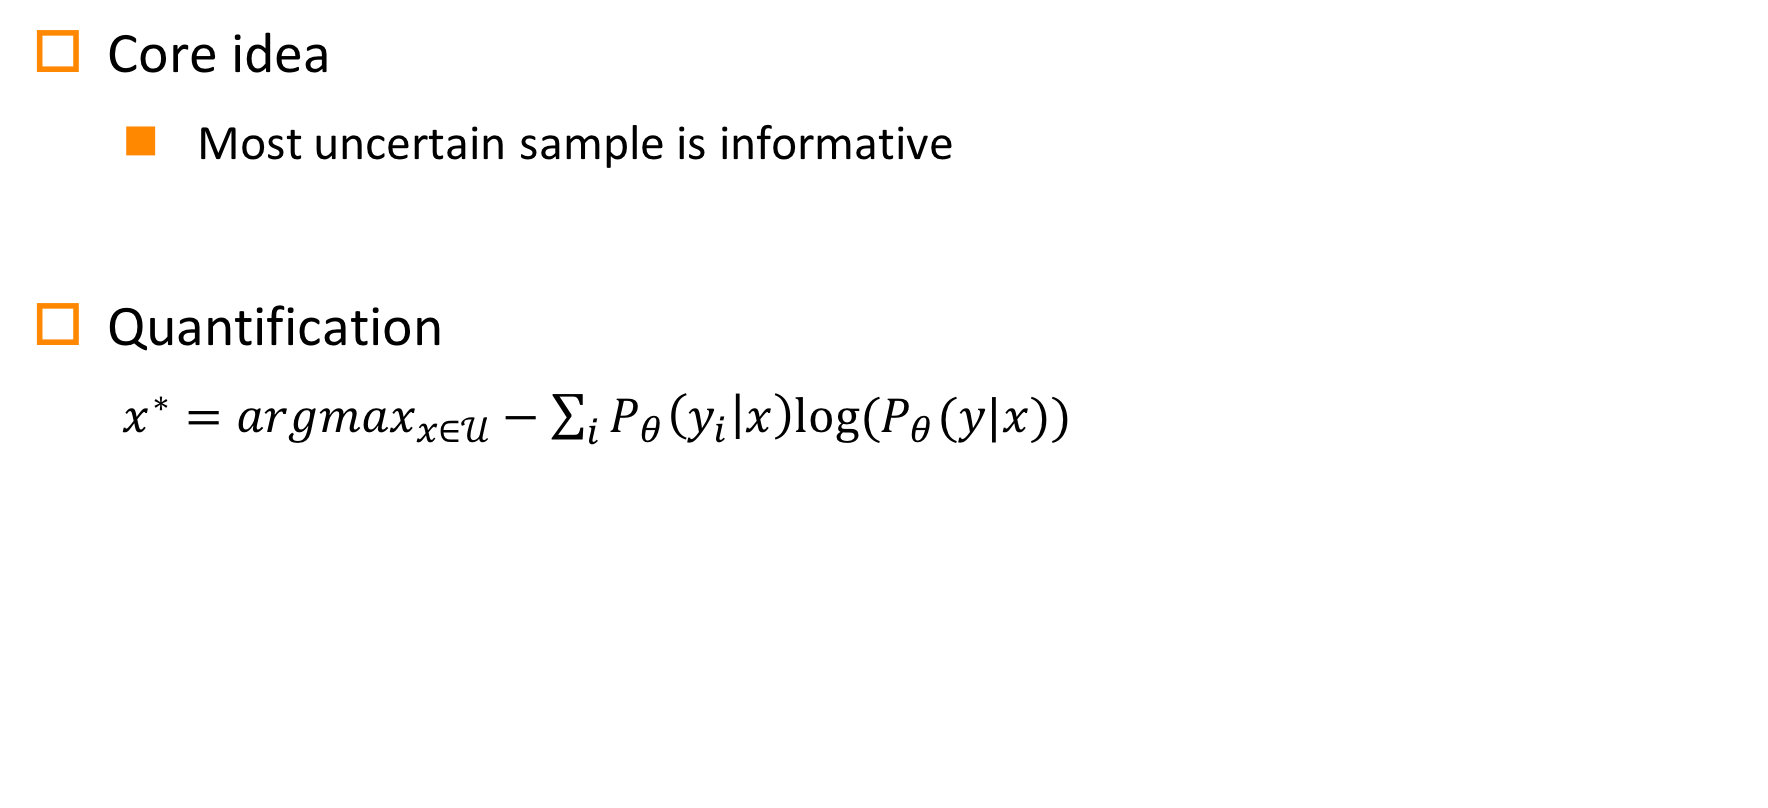 Core idea
Most uncertain sample is informative
Quantification
x* = argmax_{x∈𝒰} − ∑_i P_θ(y_i|x)log(P_θ(y|x))